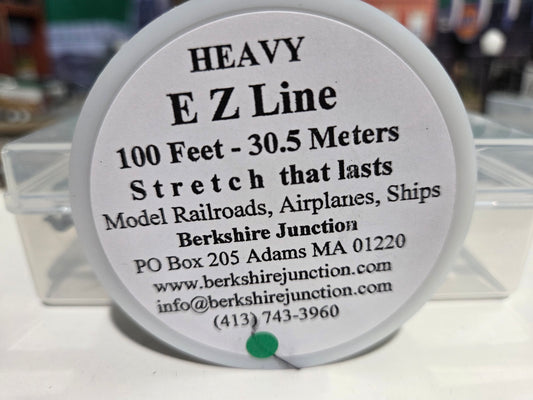 HEAVY
E Z Line
100 Feet - 30.5 Meters
Stretch that lasts
Model Railroads, Airplanes, Ships
Berkshire Junction
PO Box 205 Adams MA 01220
www.berkshirejunction.com
info@berkshirejunction.com
(413) 743-3960